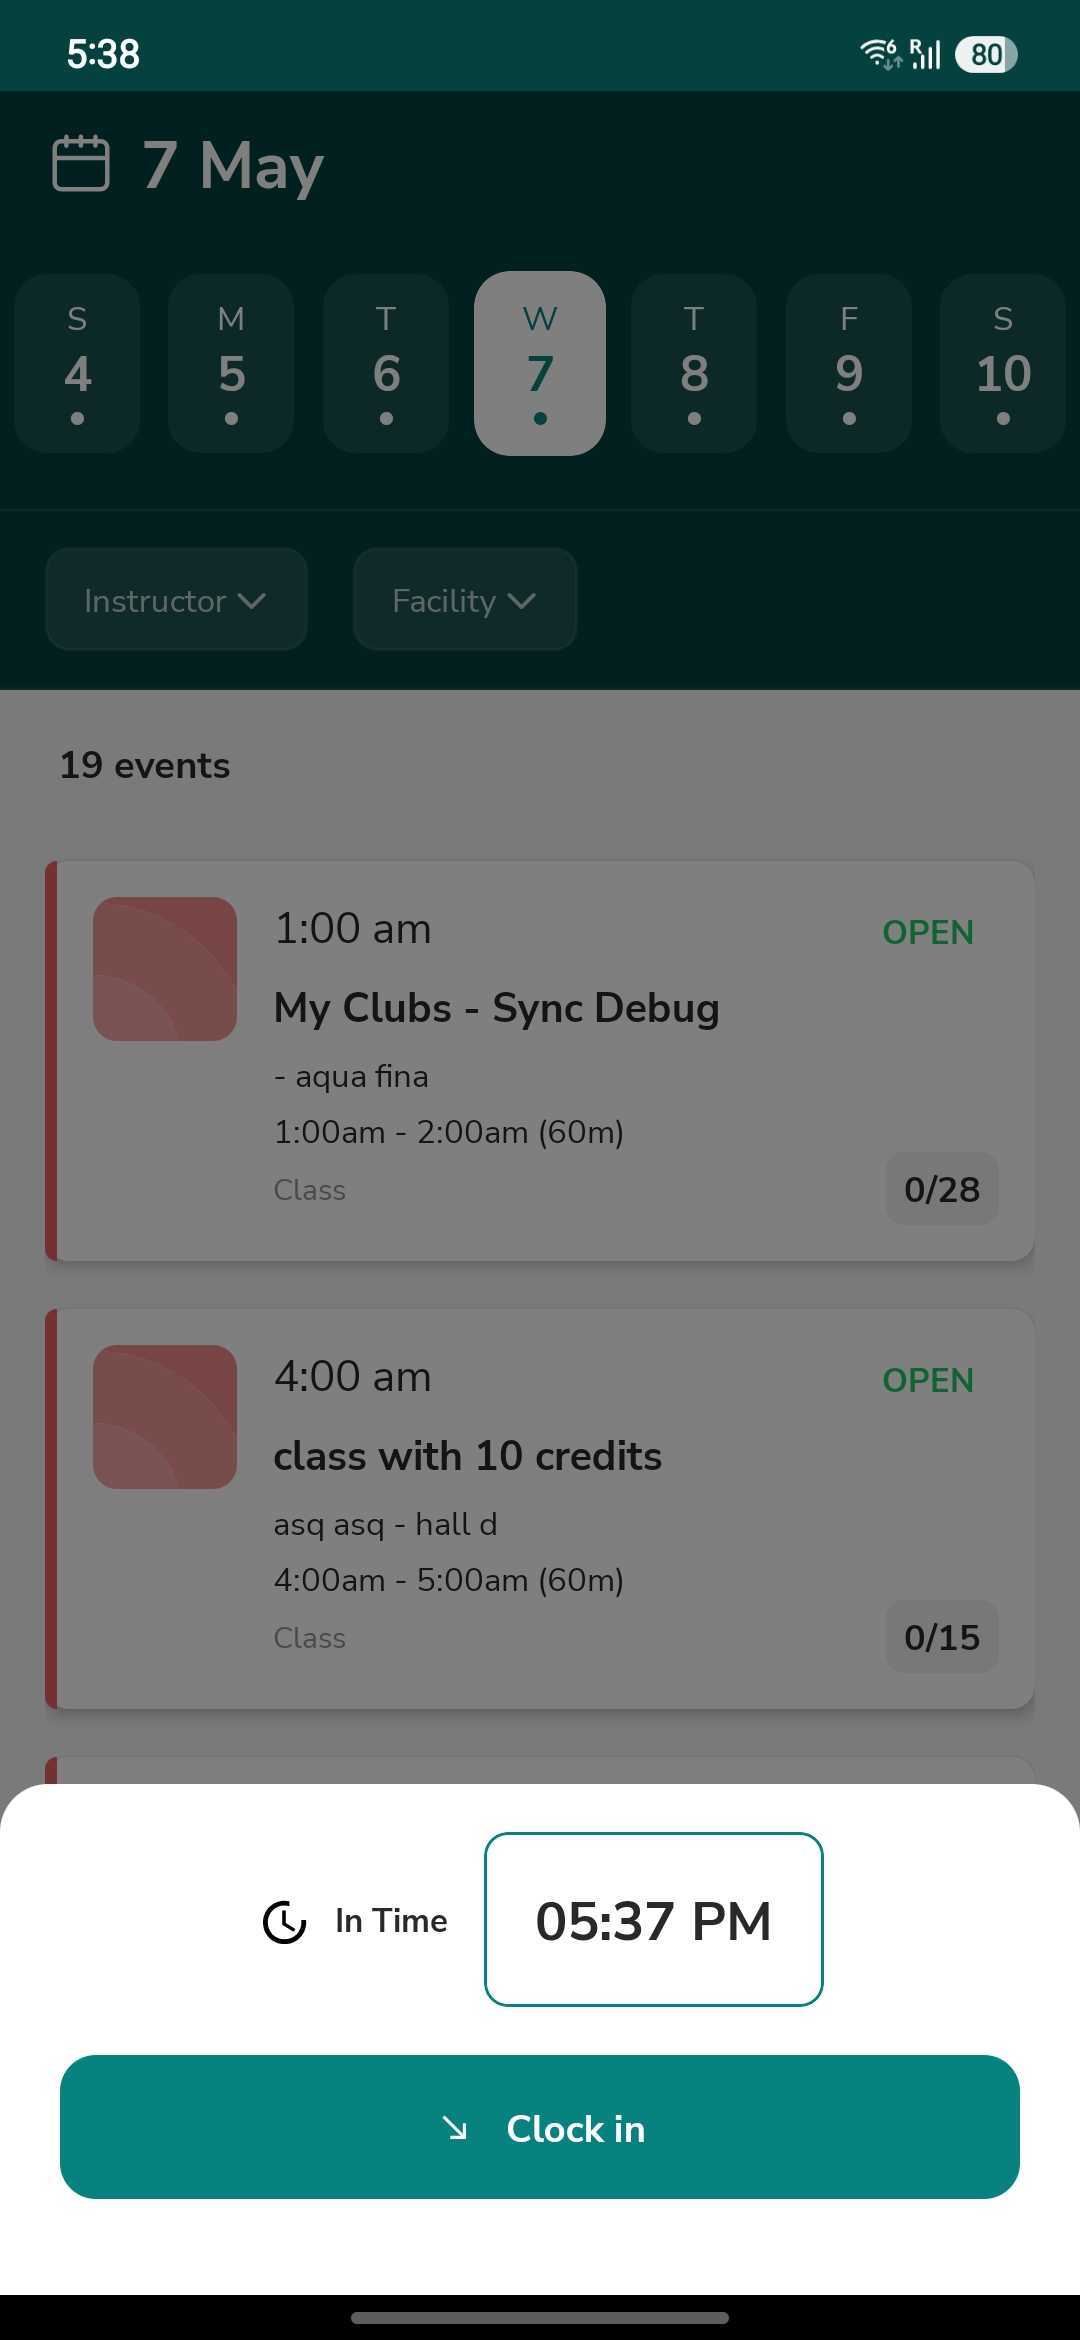 5:38
6 R 80
7 May
S M T W T F S
4 5 6 7 8 9 10
Instructor Facility
19 events
1:00 am OPEN
My Clubs - Sync Debug
- aqua fina
1:00am - 2:00am (60m)
Class 0/28
4:00 am OPEN
class with 10 credits
asq asq - hall d
4:00am - 5:00am (60m)
Class 0/15
In Time 05:37 PM
Clock in